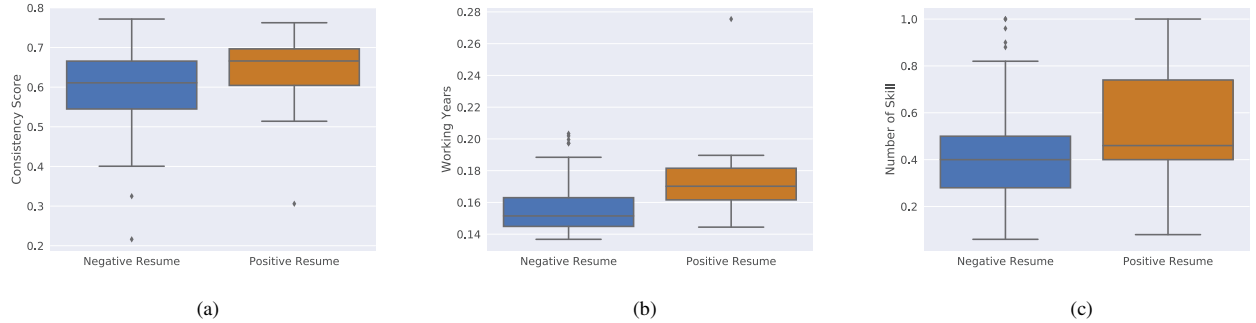 Consistency Score
0.8
0.7
0.6
0.5
0.4
0.3
0.2
Negative Resume
Positive Resume
(a)
Working Years
0.28
0.26
0.24
0.22
0.20
0.18
0.16
0.14
Negative Resume
Positive Resume
(b)
Number of Skill
1.0
0.8
0.6
0.4
0.2
Negative Resume
Positive Resume
(c)